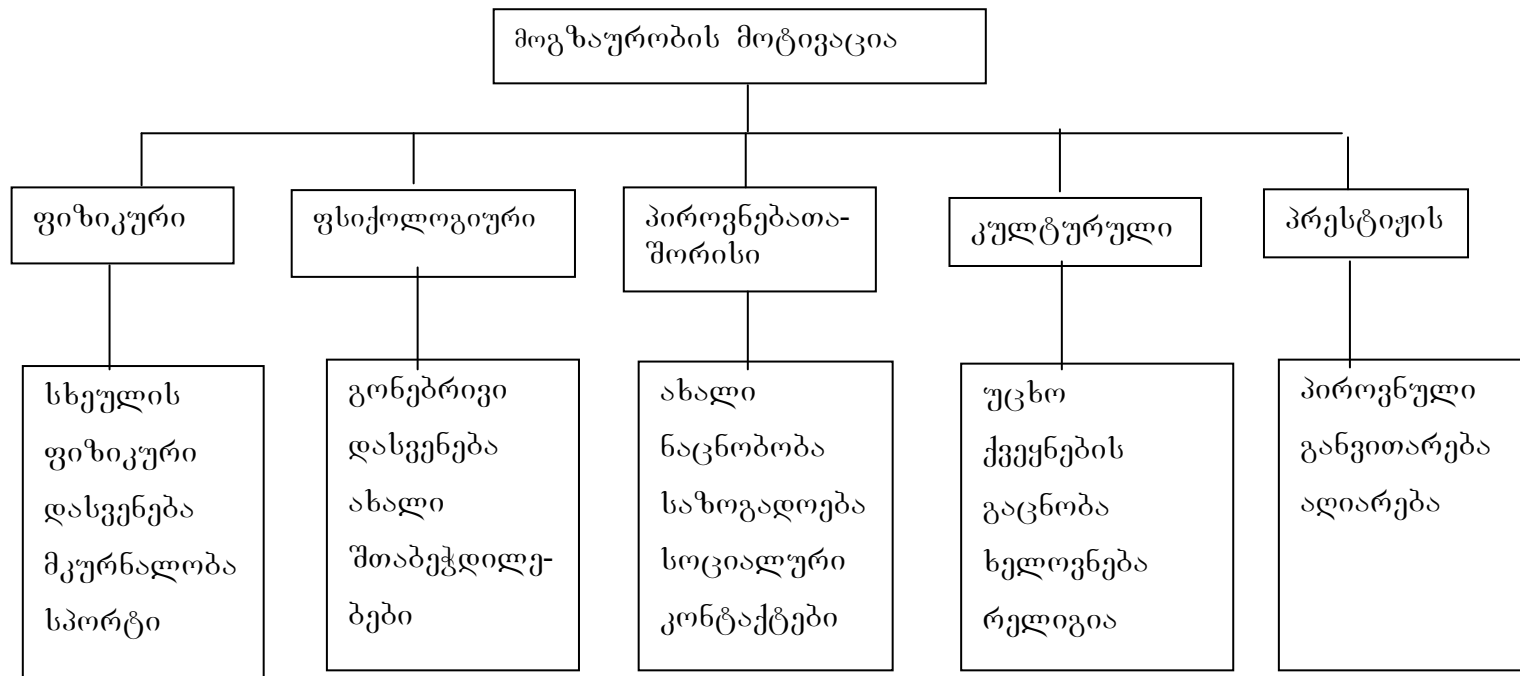 მოგზაურობის მოტივაცია
ფიზიკური
ფსიქოლოგიური
პიროვნებათა-
შორისი
კულტურული
პრესტიჟის
სხეულის
ფიზიკური
დასვენება
მკურნალობა
სპორტი
გონებრივი
დასვენება
ახალი
შთაბეჭდილე-
ბები
ახალი
ნაცნობობა
საზოგადოება
სოციალური
კონტაქტები
უცხო
ქვეყნების
გაცნობა
ხელოვნება
რელიგია
პიროვნული
განვითარება
აღიარება